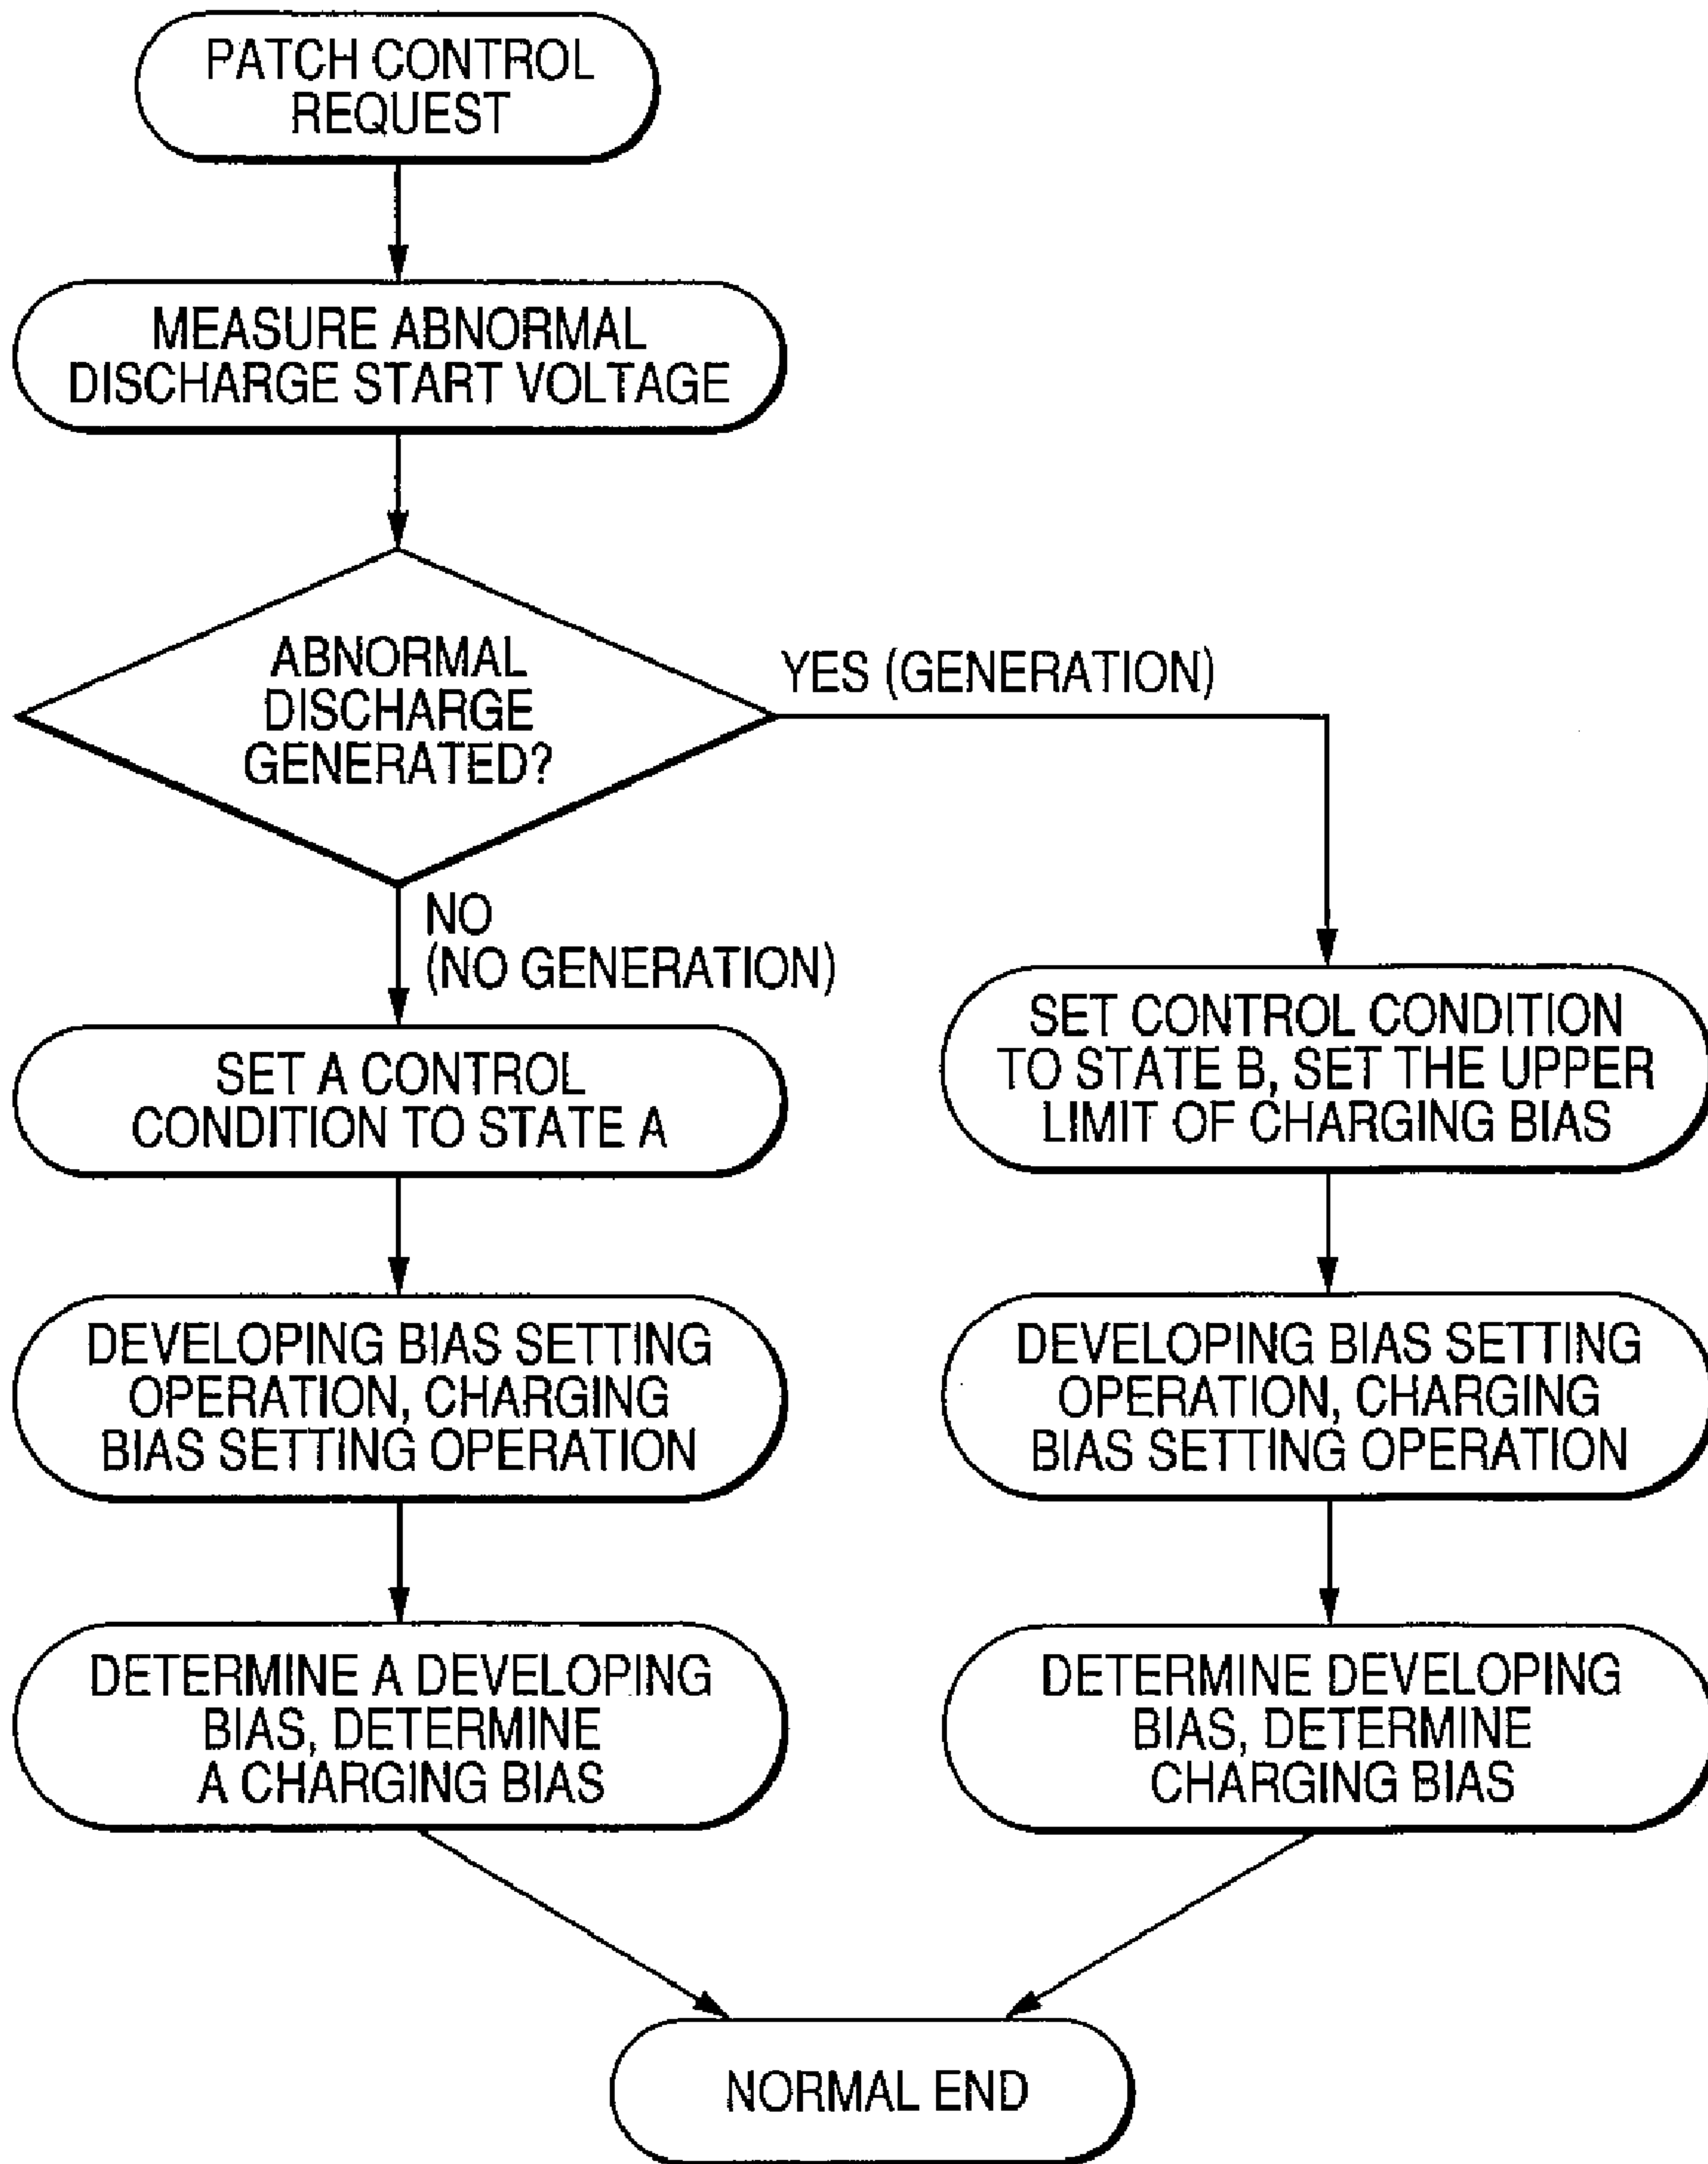 PATCH CONTROL
REQUEST
MEASURE ABNORMAL
DISCHARGE START VOLTAGE
ABNORMAL
DISCHARGE
GENERATED?
YES (GENERATION)
NO
(NO GENERATION)
SET A CONTROL
CONDITION TO STATE A
SET CONTROL CONDITION
TO STATE B, SET THE UPPER
LIMIT OF CHARGING BIAS
DEVELOPING BIAS SETTING
OPERATION, CHARGING
BIAS SETTING OPERATION
DEVELOPING BIAS SETTING
OPERATION, CHARGING
BIAS SETTING OPERATION
DETERMINE A DEVELOPING
BIAS, DETERMINE
A CHARGING BIAS
DETERMINE DEVELOPING
BIAS, DETERMINE
CHARGING BIAS
NORMAL END